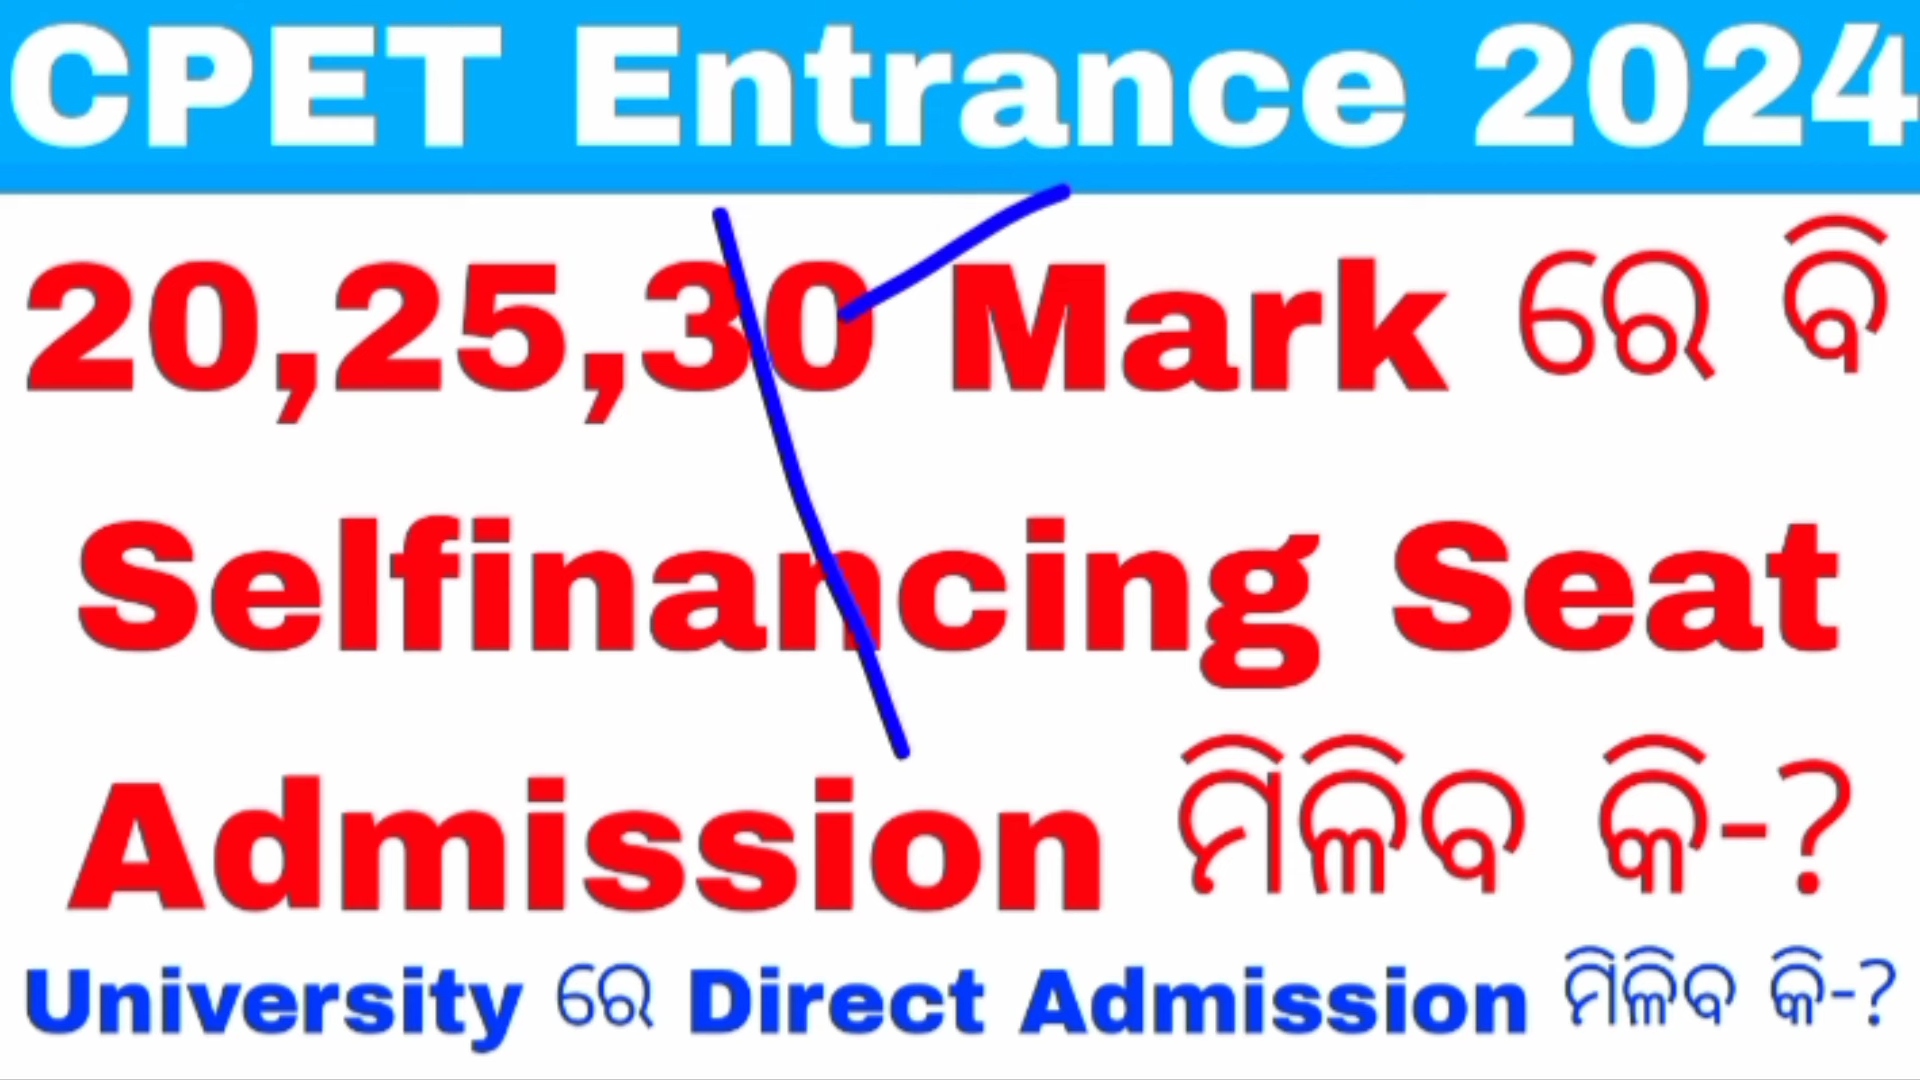 CPET Entrance 2024
20,25,30 Mark ରେ ବି
Selfinancing Seat
Admission ମିଳିବ କି-?
University ରେ Direct Admission ମିଳିବ କି-?